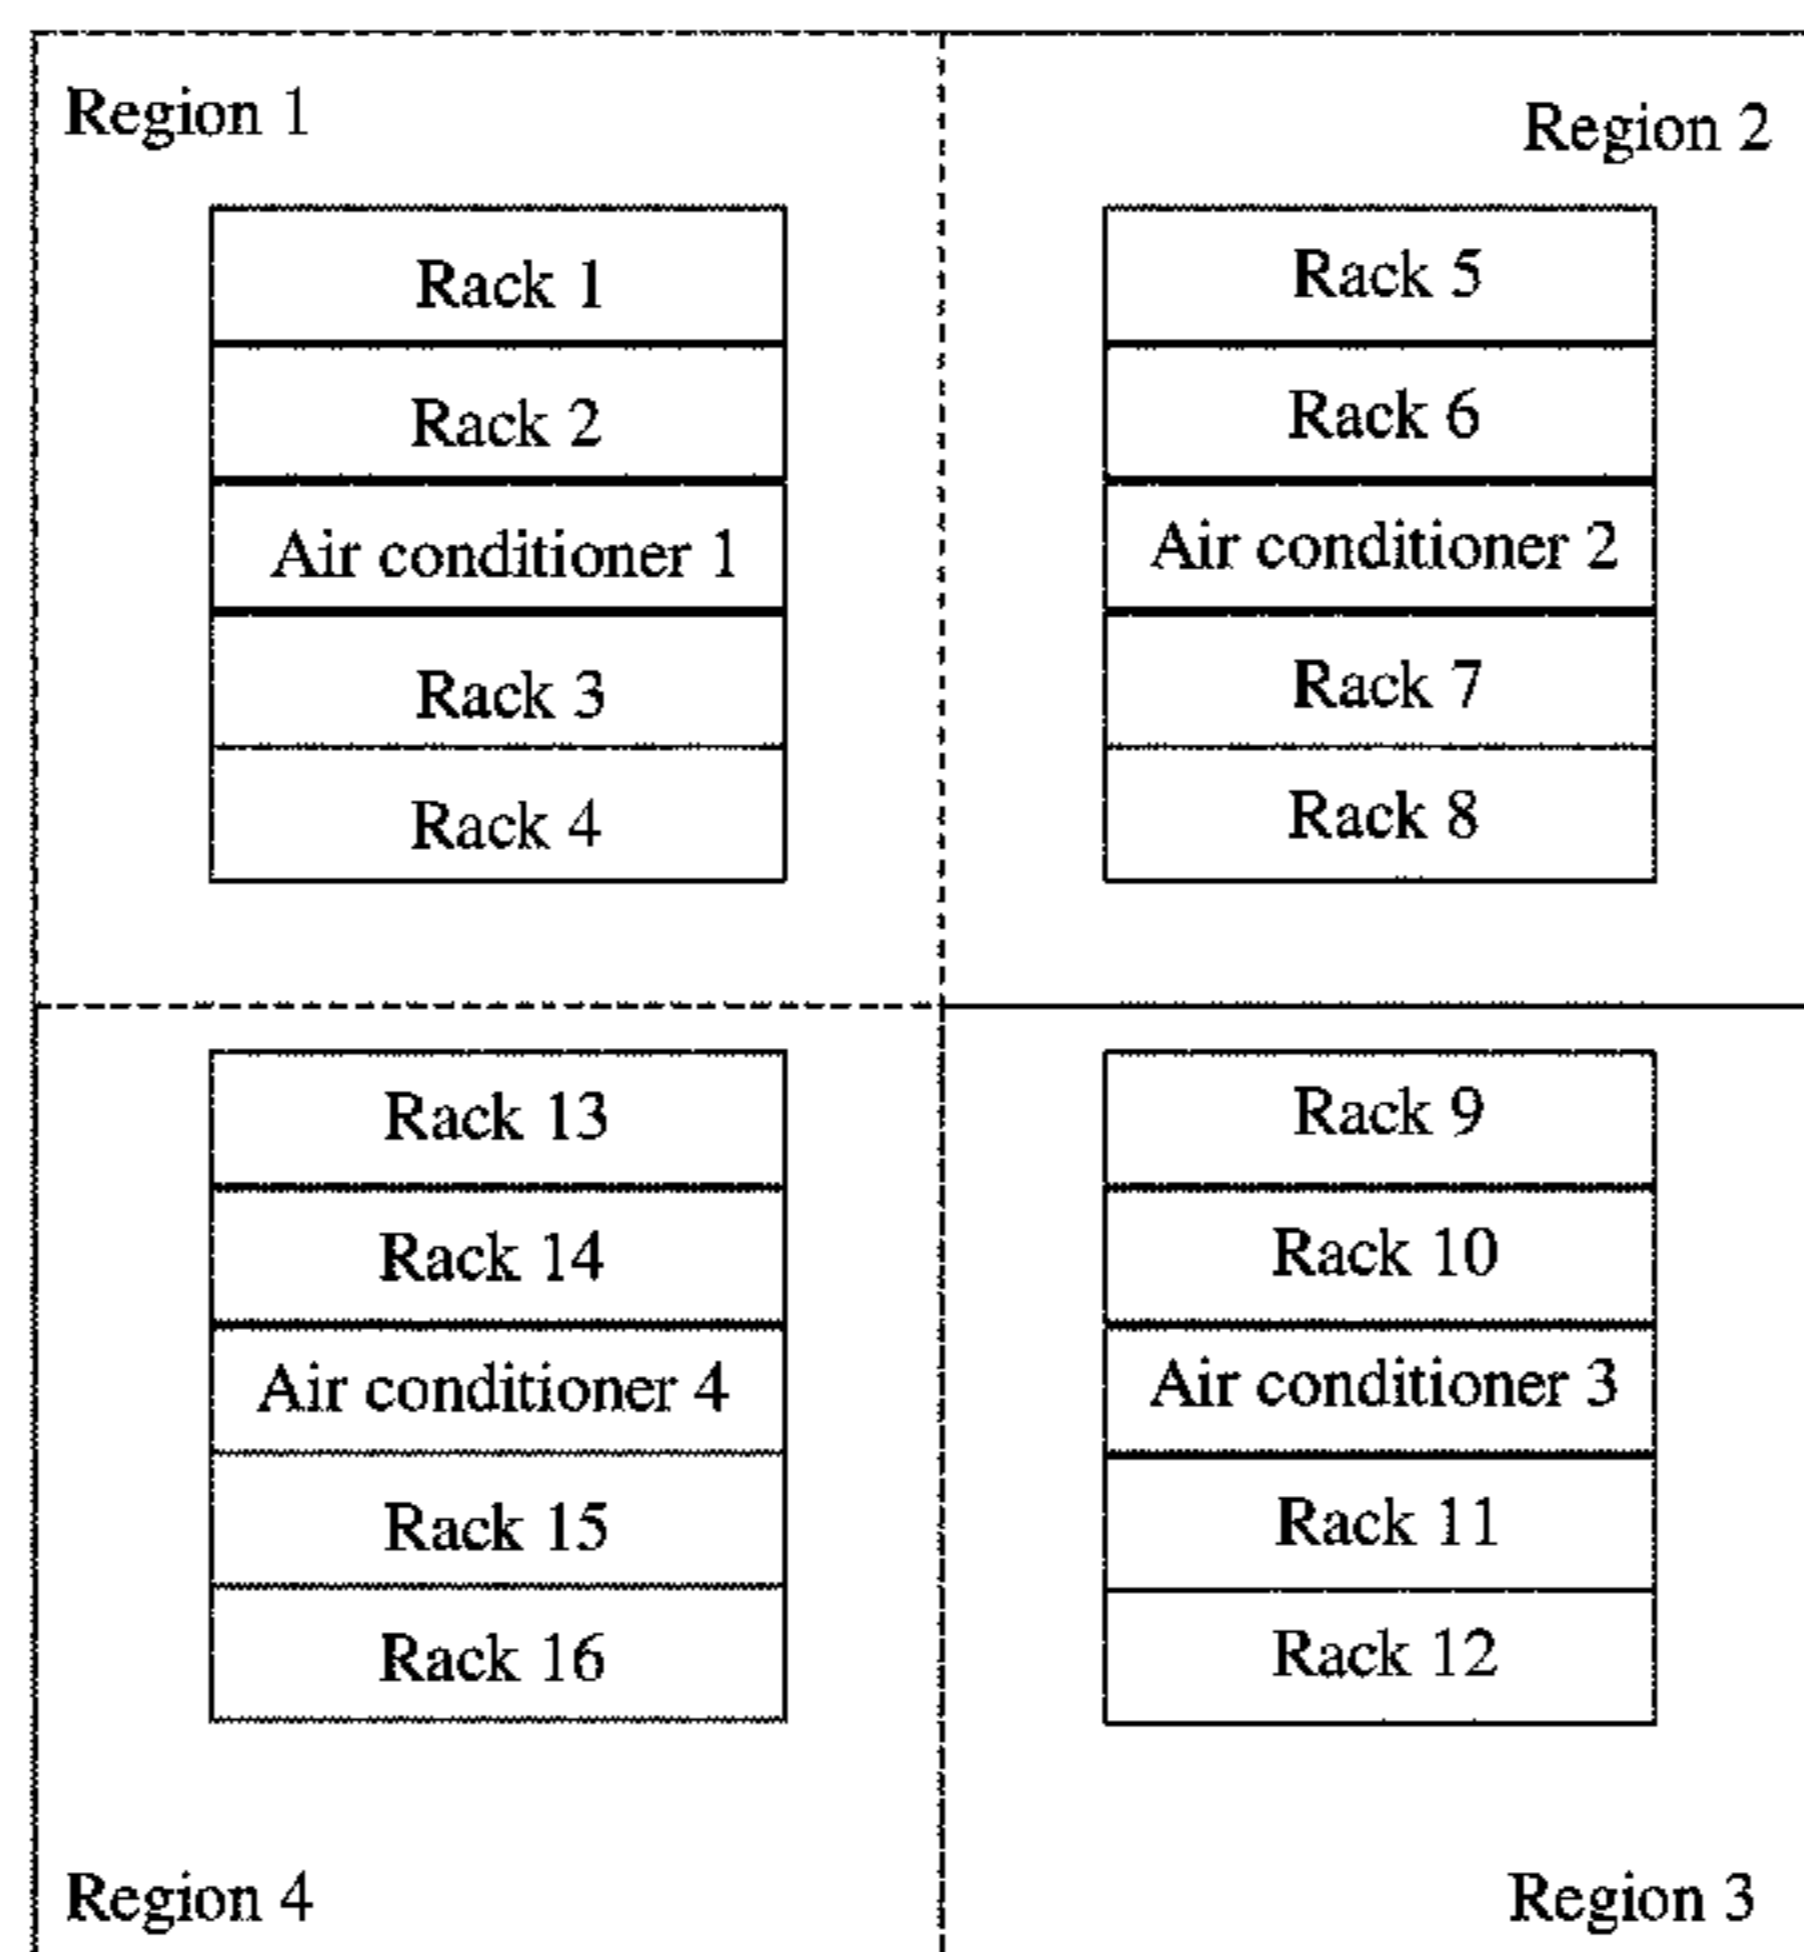 Region 1
Rack 1
Rack 2
Air conditioner 1
Rack 3
Rack 4
Region 2
Rack 5
Rack 6
Air conditioner 2
Rack 7
Rack 8
Rack 13
Rack 14
Air conditioner 4
Rack 15
Rack 16
Region 4
Rack 9
Rack 10
Air conditioner 3
Rack 11
Rack 12
Region 3